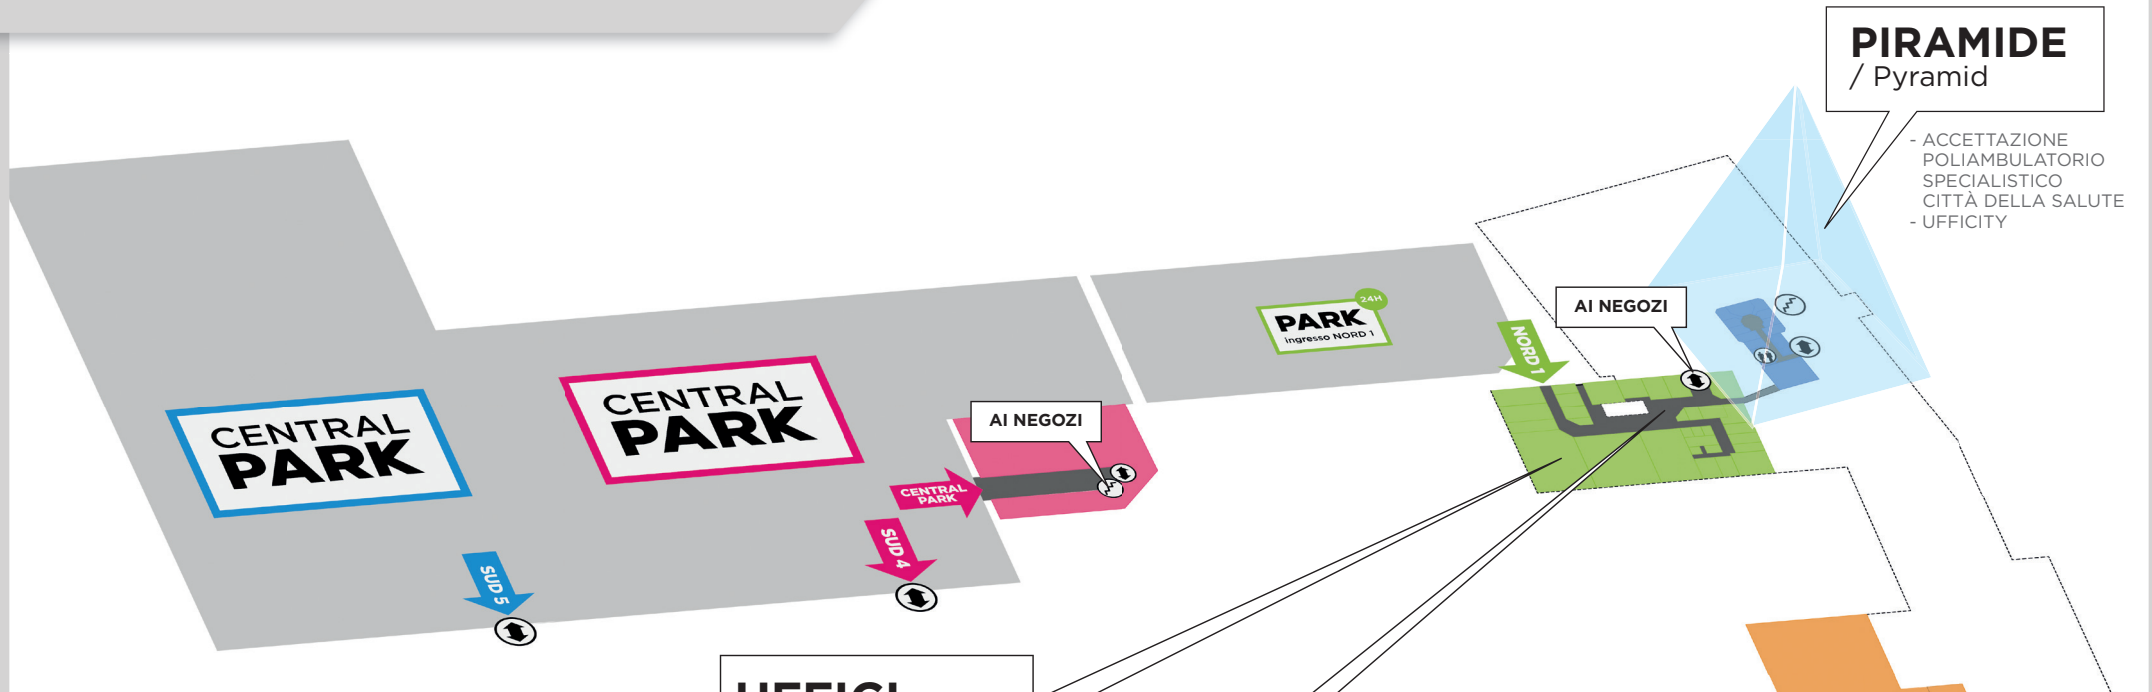 PIRAMIDE
/ Pyramid
- ACCETTAZIONE
POLIAMBULATORIO
SPECIALISTICO
CITTÀ DELLA SALUTE
- UFFICITY
24H
PARK
ingresso NORD 1
NORD 1
AI NEGOZI
CENTRAL
PARK
CENTRAL
PARK
AI NEGOZI
CENTRAL
PARK
SUD 4
SUD 5
UFFICI